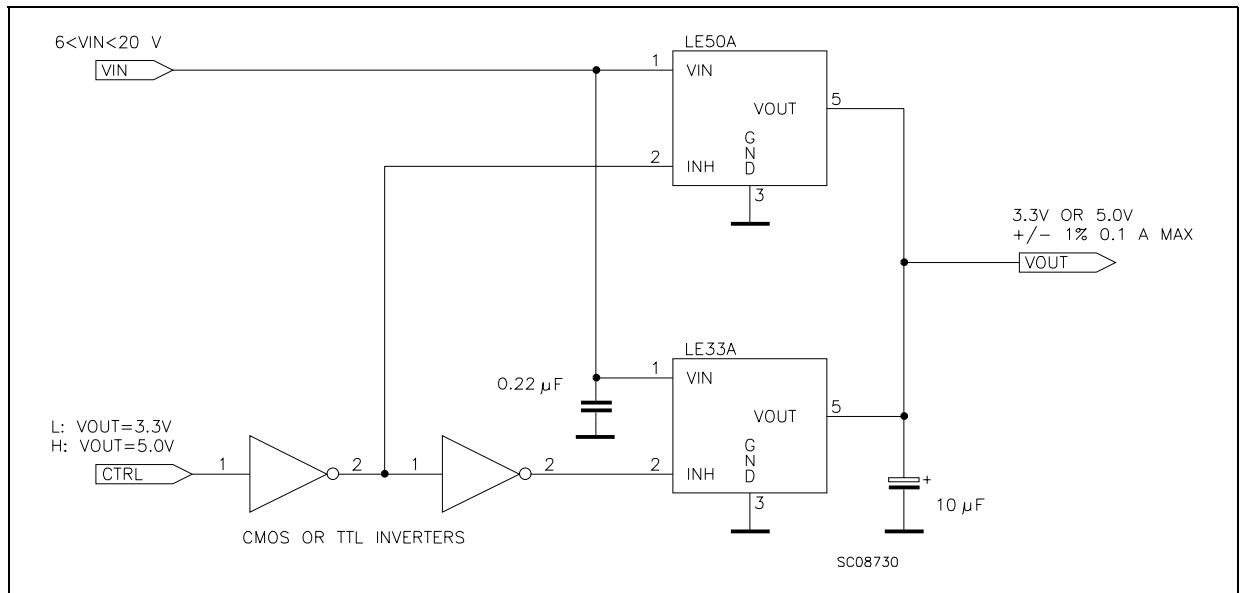 6<VIN<20 V
VIN
LE50A
1
VIN
VOUT
5
GND
2
INH
3
3.3V OR 5.0V
+/- 1% 0.1 A MAX
VOUT
LE33A
1
VIN
0.22 µF
VOUT
5
GND
L: VOUT=3.3V
H: VOUT=5.0V
CTRL
1
2
1
2
2
INH
3
+
10 µF
CMOS OR TTL INVERTERS
SC08730